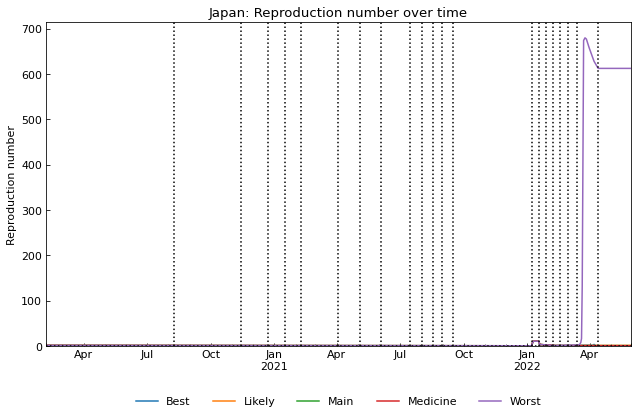 Japan: Reproduction number over time
Reproduction number
700
600
500
400
300
200
100
0
Apr Jul Oct Jan Apr Jul Oct Jan Apr
2021 2022
Best Likely Main Medicine Worst